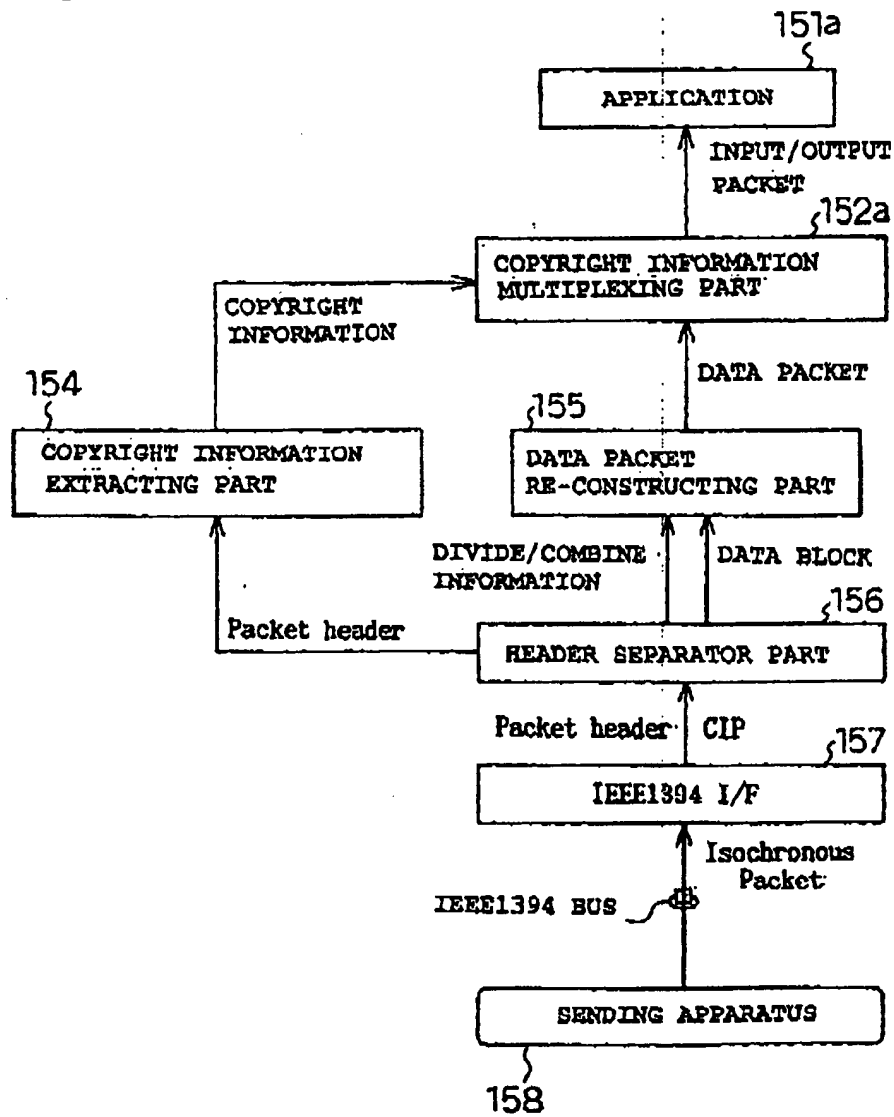 151a
APPLICATION
INPUT/OUTPUT
PACKET
152a
COPYRIGHT INFORMATION
MULTIPLEXING PART
COPYRIGHT
INFORMATION
DATA PACKET
154
COPYRIGHT INFORMATION
EXTRACTING PART
155
DATA PACKET
RE-CONSTRUCTING PART
DIVIDE/COMBINE
INFORMATION
DATA BLOCK
156
Packet header
HEADER SEPARATOR PART
Packet header
CIP
157
IEEE1394 I/F
Isochronous
Packet
IEEE1394 BUS
SENDING APPARATUS
158